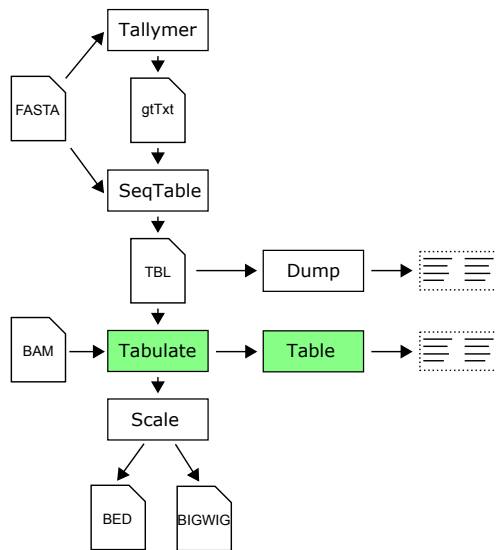 Tallymer
FASTA
gtTxt
SeqTable
TBL
Dump
BAM
Tabulate
Table
Scale
BED
BIGWIG